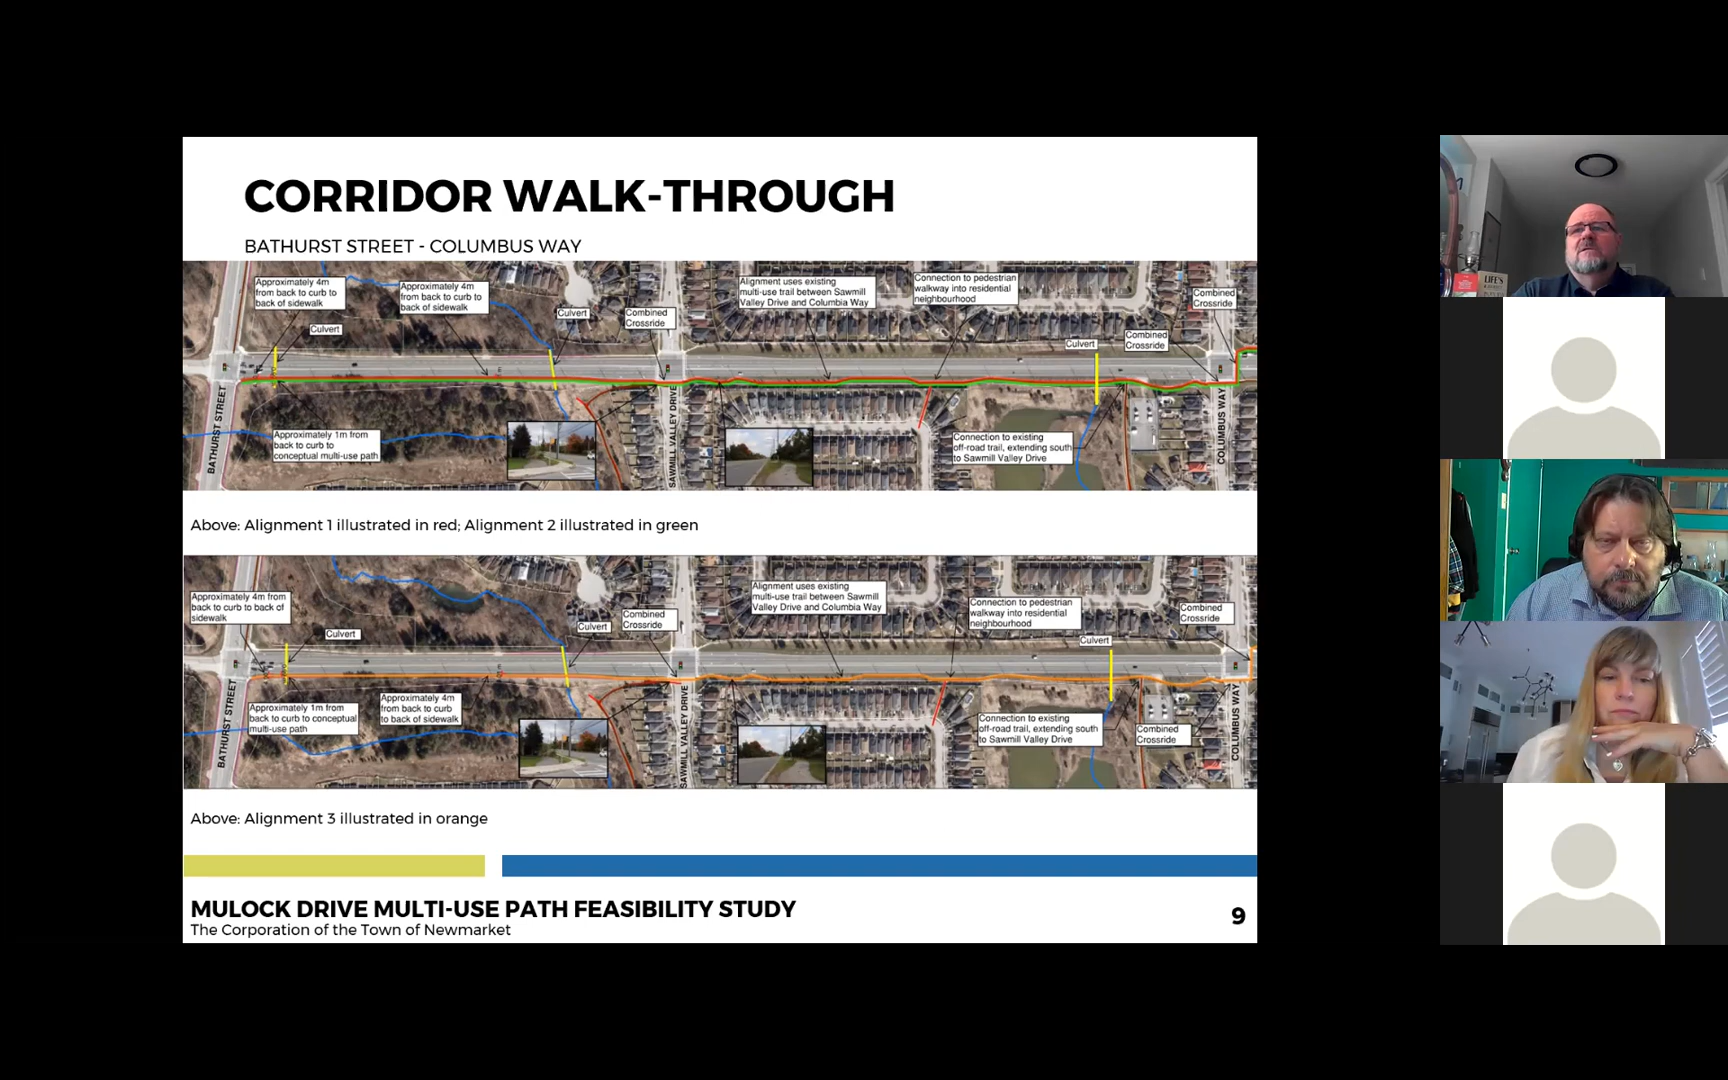 CORRIDOR WALK-THROUGH
BATHURST STREET - COLUMBUS WAY
Approximately 4m
from back to curb to
back of sidewalk
Approximately 4m
from back to curb to
back of sidewalk
Culvert
Culvert
Combined
Crossride
Alignment uses existing
multi-use trail between Sawmill
Valley Drive and Columbia Way
Connection to pedestrian
walkway into residential
neighbourhood
Combined
Crossride
Combined
Crossride
Culvert
BATHURST STREET
Approximately 1m from
back to curb to
conceptual multi-use path
SAWMILL VALLEY DRIVE
Connection to existing
off-road trail, extending south
to Sawmill Valley Drive
COLUMBUS WAY
Above: Alignment 1 illustrated in red; Alignment 2 illustrated in green
Approximately 4m from
back to curb to back of
sidewalk
Culvert
Culvert
Combined
Crossride
Alignment uses existing
multi-use trail between Sawmill
Valley Drive and Columbia Way
Connection to pedestrian
walkway into residential
neighbourhood
Combined
Crossride
Culvert
BATHURST STREET
Approximately 1m from
back to curb to conceptual
multi-use path
Approximately 4m
from back to curb
to back of sidewalk
SAWMILL VALLEY DRIVE
Connection to existing
off-road trail, extending south
to Sawmill Valley Drive
Combined
Crossride
COLUMBUS WAY
Above: Alignment 3 illustrated in orange
MULOCK DRIVE MULTI-USE PATH FEASIBILITY STUDY
The Corporation of the Town of Newmarket
9
LIFE'S